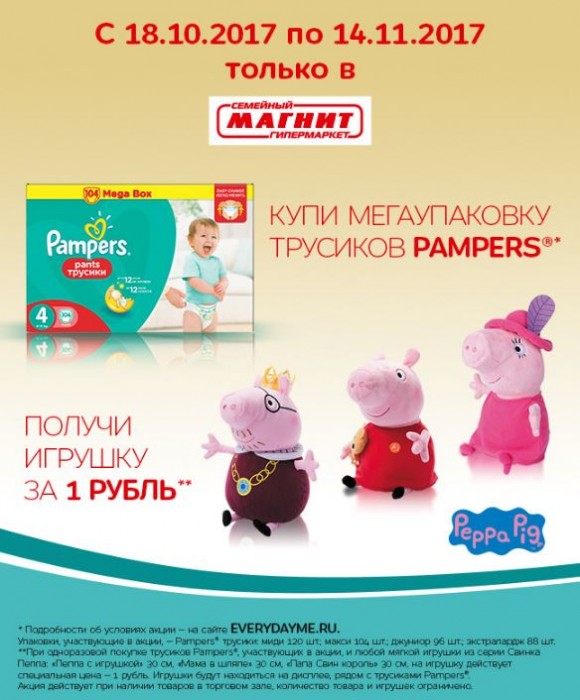 С 18.10.2017 по 14.11.2017
только в
СЕМЕЙНЫЙ
МАГНИТ
ГИПЕРМАРКЕТ
104 Mega Box
Pampers
pants
трусики
12
12
4
КУПИ МЕГАУПАКОВКУ
ТРУСИКОВ PAMPERS®*
ПОЛУЧИ
ИГРУШКУ
ЗА 1 РУБЛЬ**
Peppa Pig
* Подробности об условиях акции – на сайте EVERYDAYME.RU.
Упаковки, участвующие в акции, – Pampers® трусики: миди 120 шт.; макси 104 шт.; джуниор 96 шт.; экстралардж 88 шт.
**При одноразовой покупке трусиков Pampers®, участвующих в акции, и любой мягкой игрушки из серии Свинка
Пеппа: «Пеппа с игрушкой» 30 см, «Мама в шляпе» 30 см, «Папа Свин король» 30 см, на игрушку действует
специальная цена – 1 рубль. Игрушки будут находиться на дисплее, рядом с трусиками Pampers®.
Акция действует при наличии товаров в торговом зале, количество товара и игрушек ограничено.